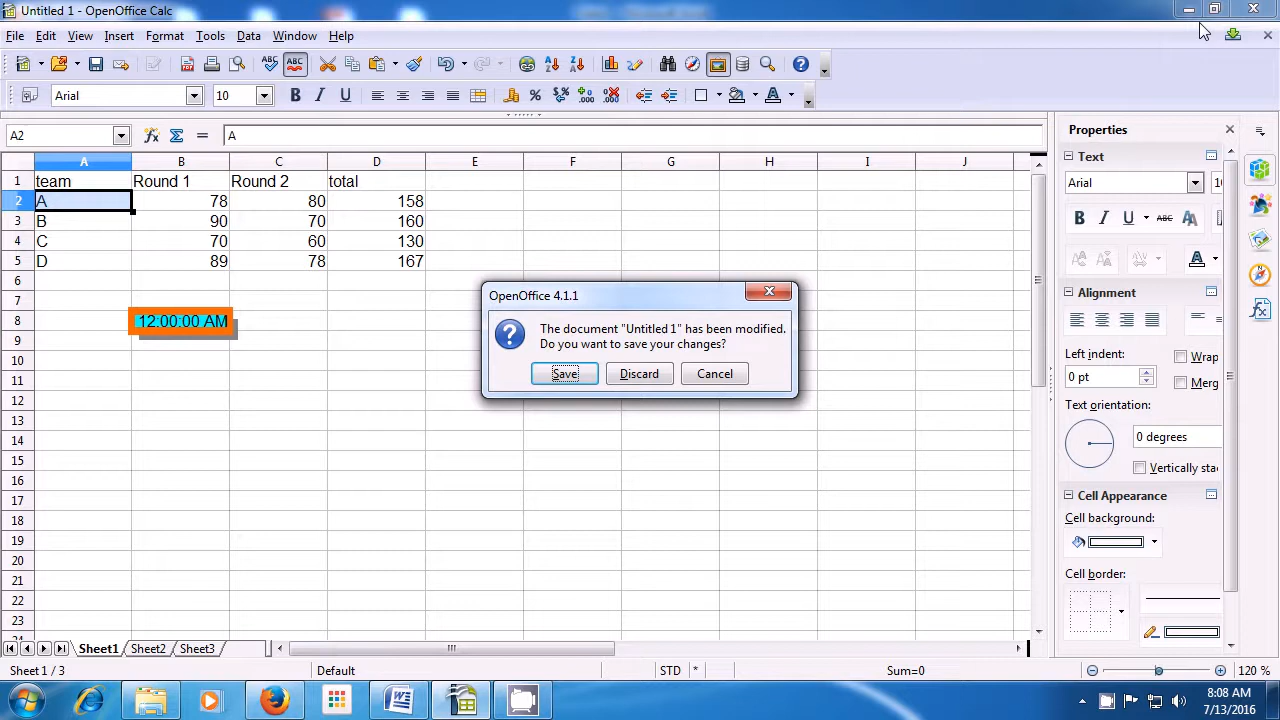 Untitled 1 - OpenOffice Calc
File Edit View Insert Format Tools Data Window Help
ABC ABC
Arial 10
A2 A
A B C D E F G H I J
1 team Round 1 Round 2 total
2 A 78 80 158
3 B 90 70 160
4 C 70 60 130
5 D 89 78 167
6
7
8 12:00:00 AM
9
10
11
12
13
14
15
16
17
18
19
20
21
22
23
OpenOffice 4.1.1
The document "Untitled 1" has been modified.
Do you want to save your changes?
Save Discard Cancel
Properties
Text
Arial
B I U ABC
Alignment
Left indent: Wrap
0 pt Merg
Text orientation:
0 degrees
Vertically sta
Cell Appearance
Cell background:
Cell border:
Sheet1 Sheet2 Sheet3
Sheet 1 / 3 Default STD * Sum=0 120 %
8:08 AM
7/13/2016